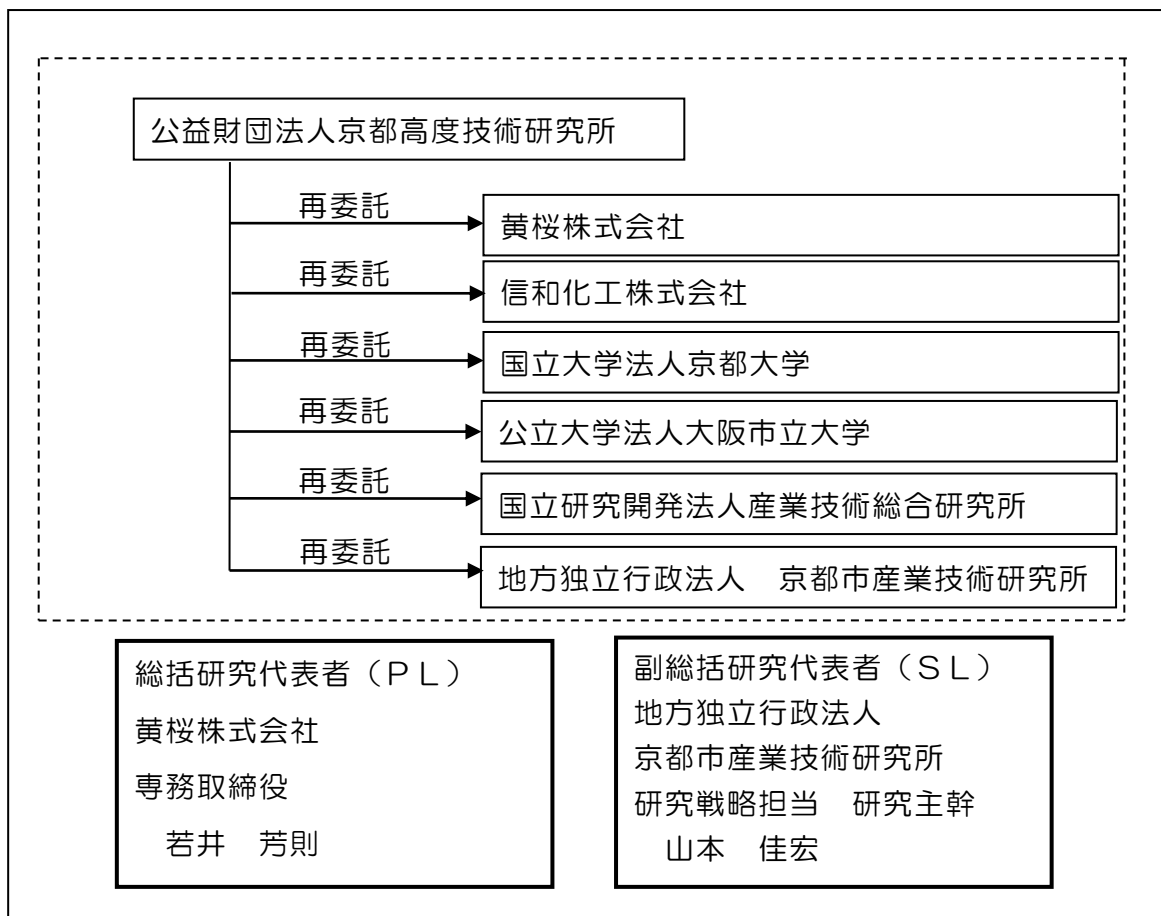 公益財団法人京都高度技術研究所
再委託
黄桜株式会社
再委託
信和化工株式会社
再委託
国立大学法人京都大学
再委託
公立大学法人大阪市立大学
再委託
国立研究開発法人産業技術総合研究所
再委託
地方独立行政法人　京都市産業技術研究所
総括研究代表者（ＰＬ）
黄桜株式会社
専務取締役
若井　芳則
副総括研究代表者（ＳＬ）
地方独立行政法人
京都市産業技術研究所
研究戦略担当　研究主幹
山本　佳宏